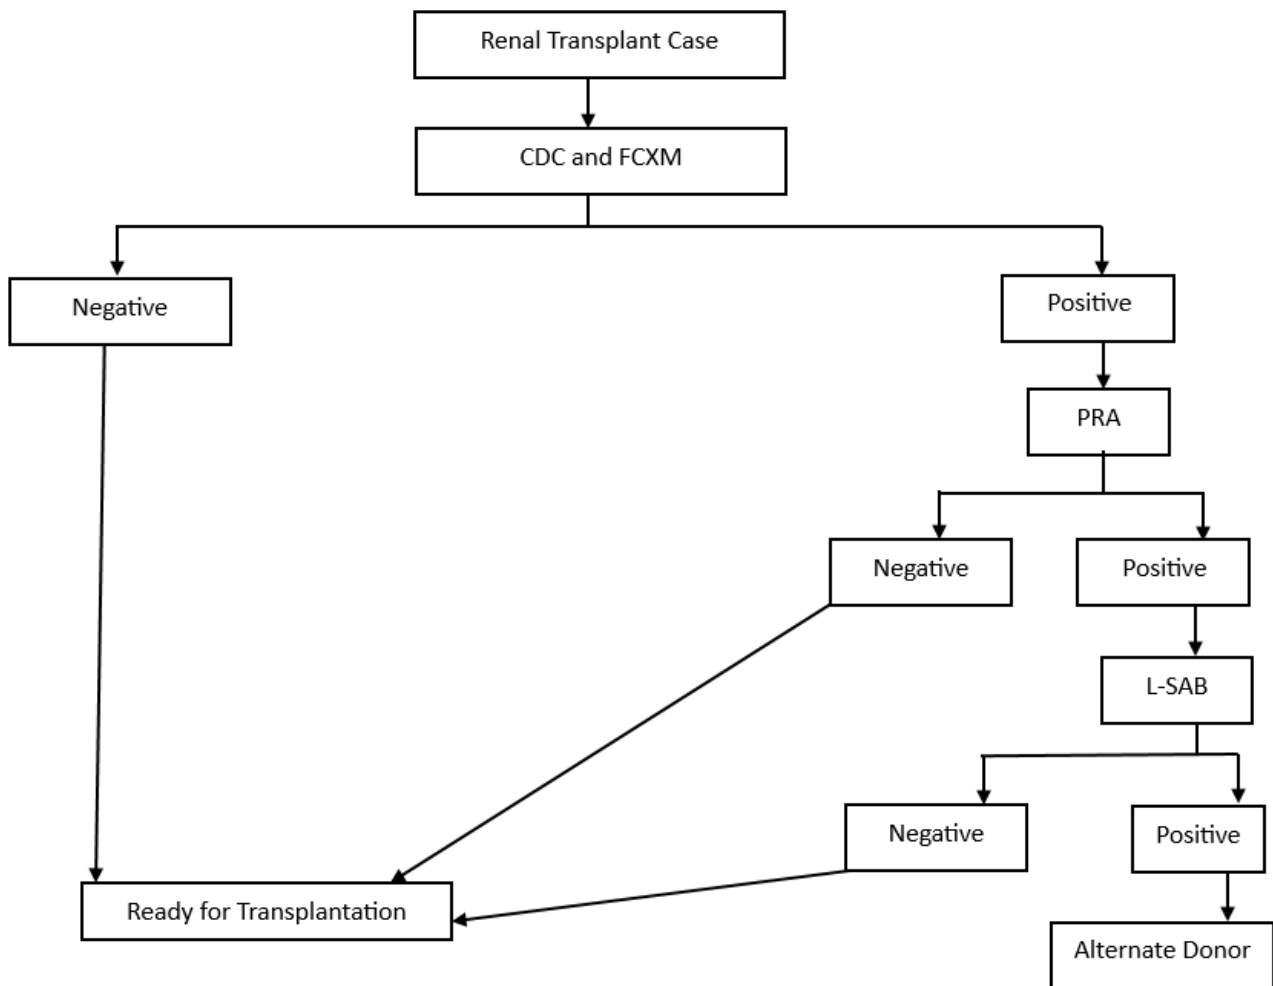 Renal Transplant Case
CDC and FCXM
Negative
Positive
PRA
Negative
Positive
L-SAB
Negative
Positive
Ready for Transplantation
Alternate Donor